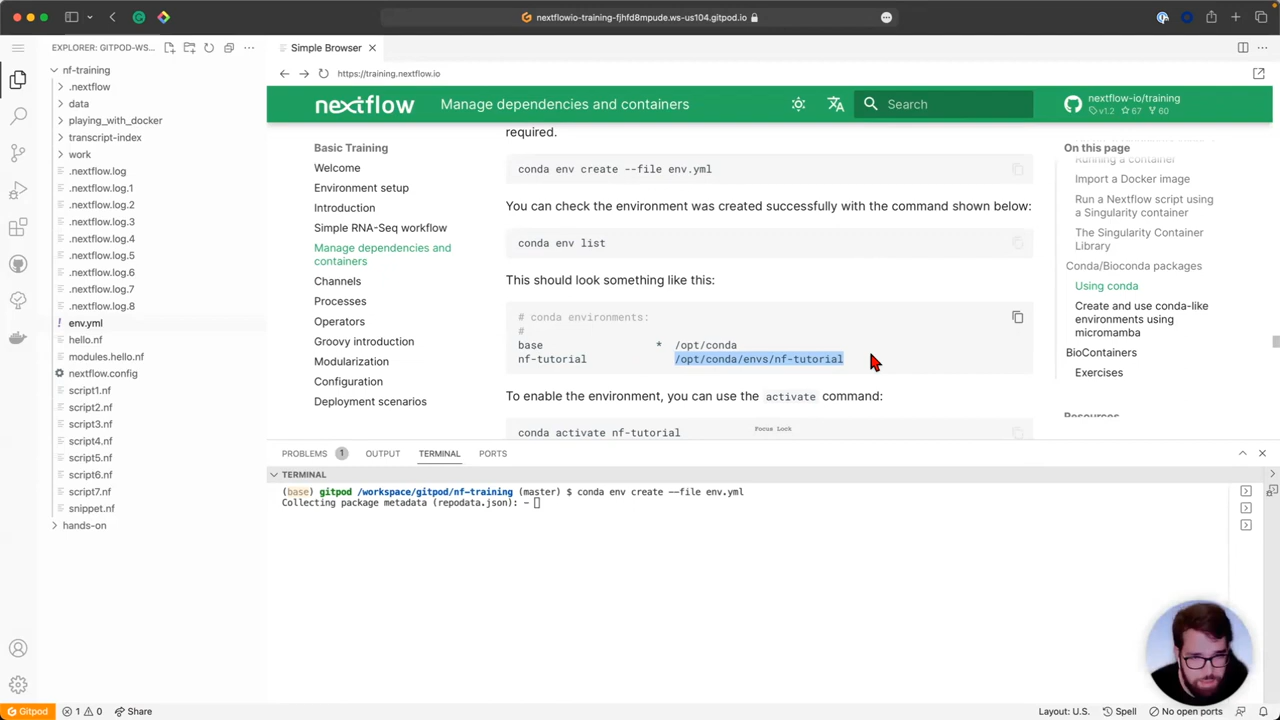 nextflowio-training-fjhfd8mpude.ws-us104.gitpod.io
EXPLORER: GITPOD-WS...
nf-training
.nextflow
data
playing_with_docker
transcript-index
work
.nextflow.log
.nextflow.log.1
.nextflow.log.2
.nextflow.log.3
.nextflow.log.4
.nextflow.log.5
.nextflow.log.6
.nextflow.log.7
.nextflow.log.8
env.yml
hello.nf
modules.hello.nf
nextflow.config
script1.nf
script2.nf
script3.nf
script4.nf
script5.nf
script6.nf
script7.nf
snippet.nf
hands-on
Simple Browser
https://training.nextflow.io
nextflow
Manage dependencies and containers
Search
nextflow-io/training
v1.2 67 60
Basic Training
Welcome
Environment setup
Introduction
Simple RNA-Seq workflow
Manage dependencies and
containers
Channels
Processes
Operators
Groovy introduction
Modularization
Configuration
Deployment scenarios
required.
conda env create --file env.yml
You can check the environment was created successfully with the command shown below:
conda env list
This should look something like this:
# conda environments:
#
base * /opt/conda
nf-tutorial /opt/conda/envs/nf-tutorial
To enable the environment, you can use the activate command:
conda activate nf-tutorial
Focus Lock
On this page
Running a container
Import a Docker image
Run a Nextflow script using
a Singularity container
The Singularity Container
Library
Conda/Bioconda packages
Using conda
Create and use conda-like
environments using
micromamba
BioContainers
Exercises
Resources
PROBLEMS 1 OUTPUT TERMINAL PORTS
TERMINAL
(base) gitpod /workspace/gitpod/nf-training (master) $ conda env create --file env.yml
Collecting package metadata (repodata.json): -
Gitpod 1 0 Share
Layout: U.S. Spell No open ports